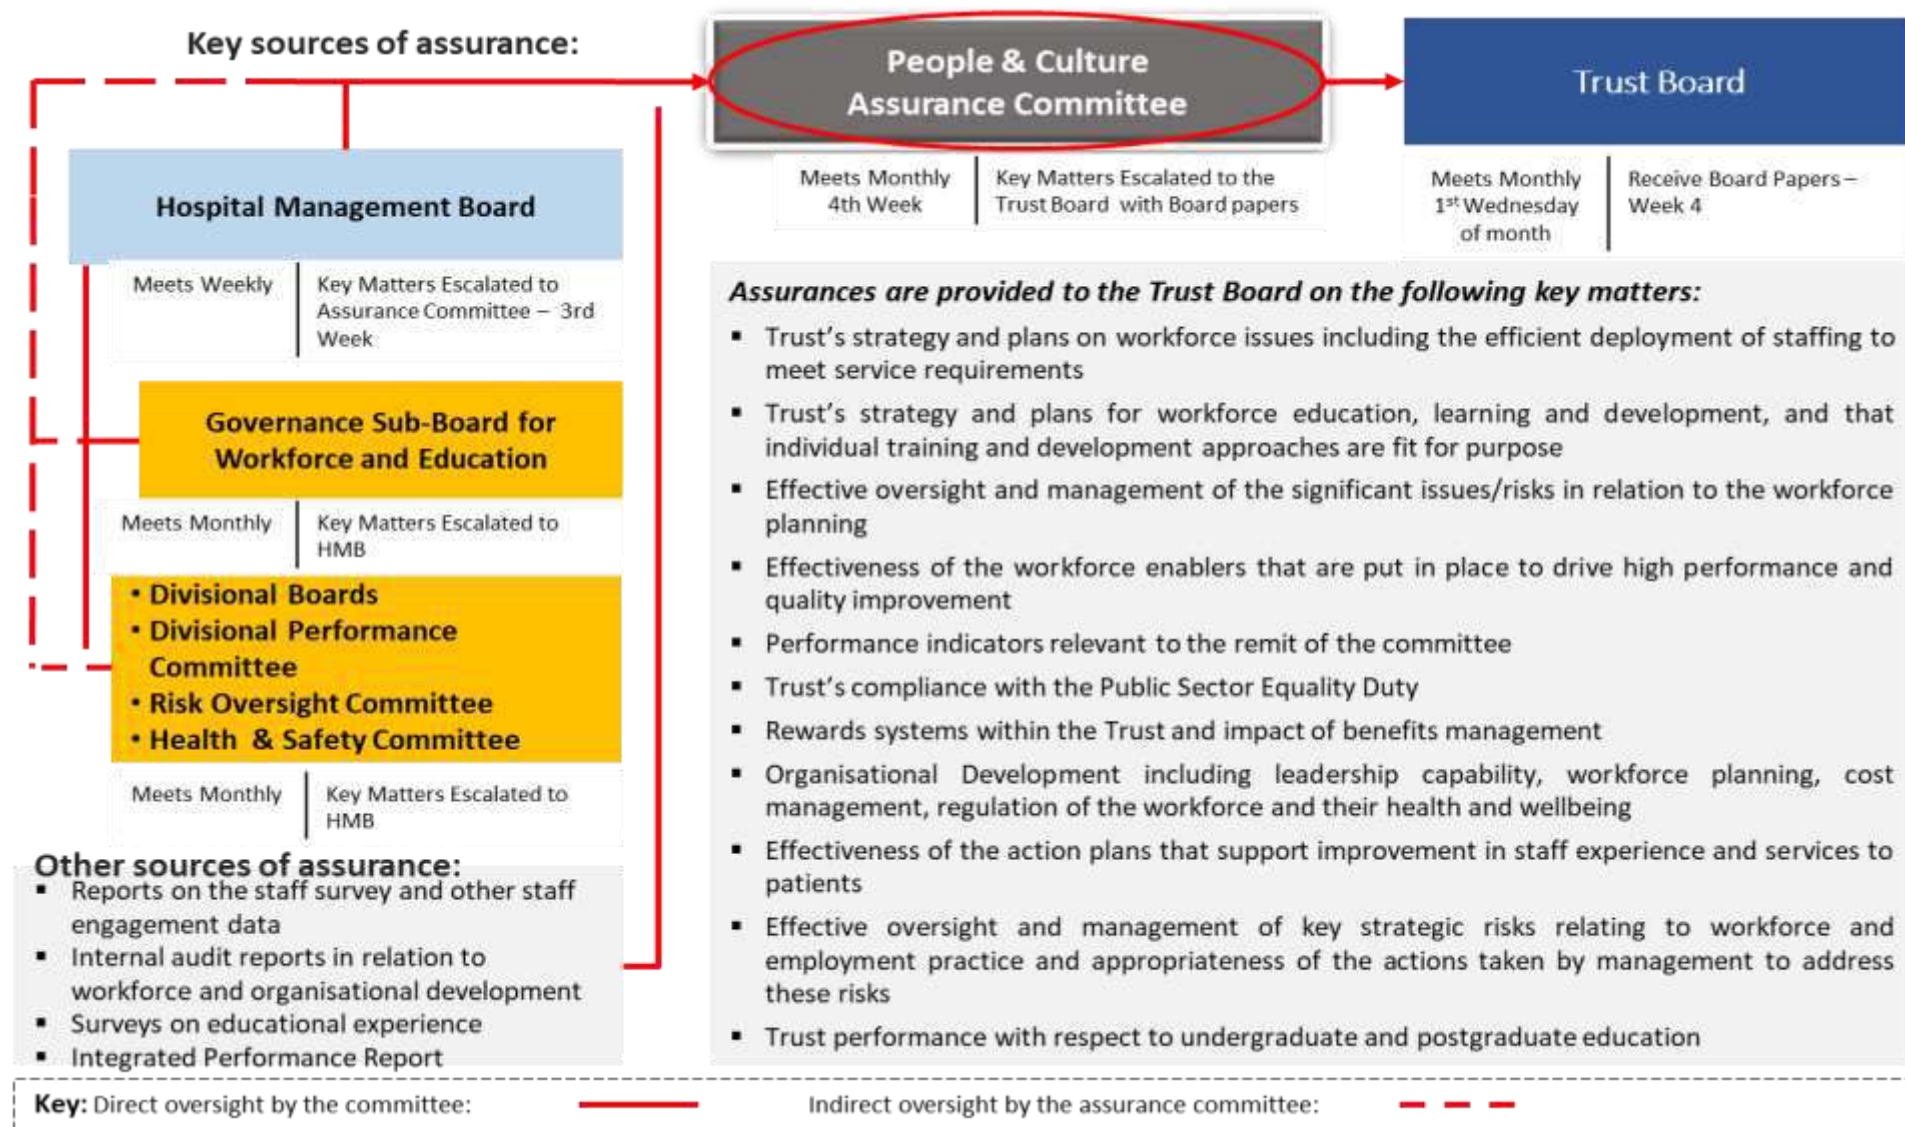 Key sources of assurance:
People & Culture
Assurance Committee
Trust Board
Meets Monthly
4th Week
Key Matters Escalated to the
Trust Board with Board papers
Meets Monthly
1st Wednesday
of month
Receive Board Papers –
Week 4
Hospital Management Board
Meets Weekly
Key Matters Escalated to
Assurance Committee – 3rd
Week
Governance Sub-Board for
Workforce and Education
Meets Monthly
Key Matters Escalated to
HMB
• Divisional Boards
• Divisional Performance
Committee
• Risk Oversight Committee
• Health & Safety Committee
Meets Monthly
Key Matters Escalated to
HMB
Other sources of assurance:
▪ Reports on the staff survey and other staff
engagement data
▪ Internal audit reports in relation to
workforce and organisational development
▪ Surveys on educational experience
▪ Integrated Performance Report
Assurances are provided to the Trust Board on the following key matters:
▪ Trust’s strategy and plans on workforce issues including the efficient deployment of staffing to
meet service requirements
▪ Trust’s strategy and plans for workforce education, learning and development, and that
individual training and development approaches are fit for purpose
▪ Effective oversight and management of the significant issues/risks in relation to the workforce
planning
▪ Effectiveness of the workforce enablers that are put in place to drive high performance and
quality improvement
▪ Performance indicators relevant to the remit of the committee
▪ Trust’s compliance with the Public Sector Equality Duty
▪ Rewards systems within the Trust and impact of benefits management
▪ Organisational Development including leadership capability, workforce planning, cost
management, regulation of the workforce and their health and wellbeing
▪ Effectiveness of the action plans that support improvement in staff experience and services to
patients
▪ Effective oversight and management of key strategic risks relating to workforce and
employment practice and appropriateness of the actions taken by management to address
these risks
▪ Trust performance with respect to undergraduate and postgraduate education
Key: Direct oversight by the committee:
Indirect oversight by the assurance committee: